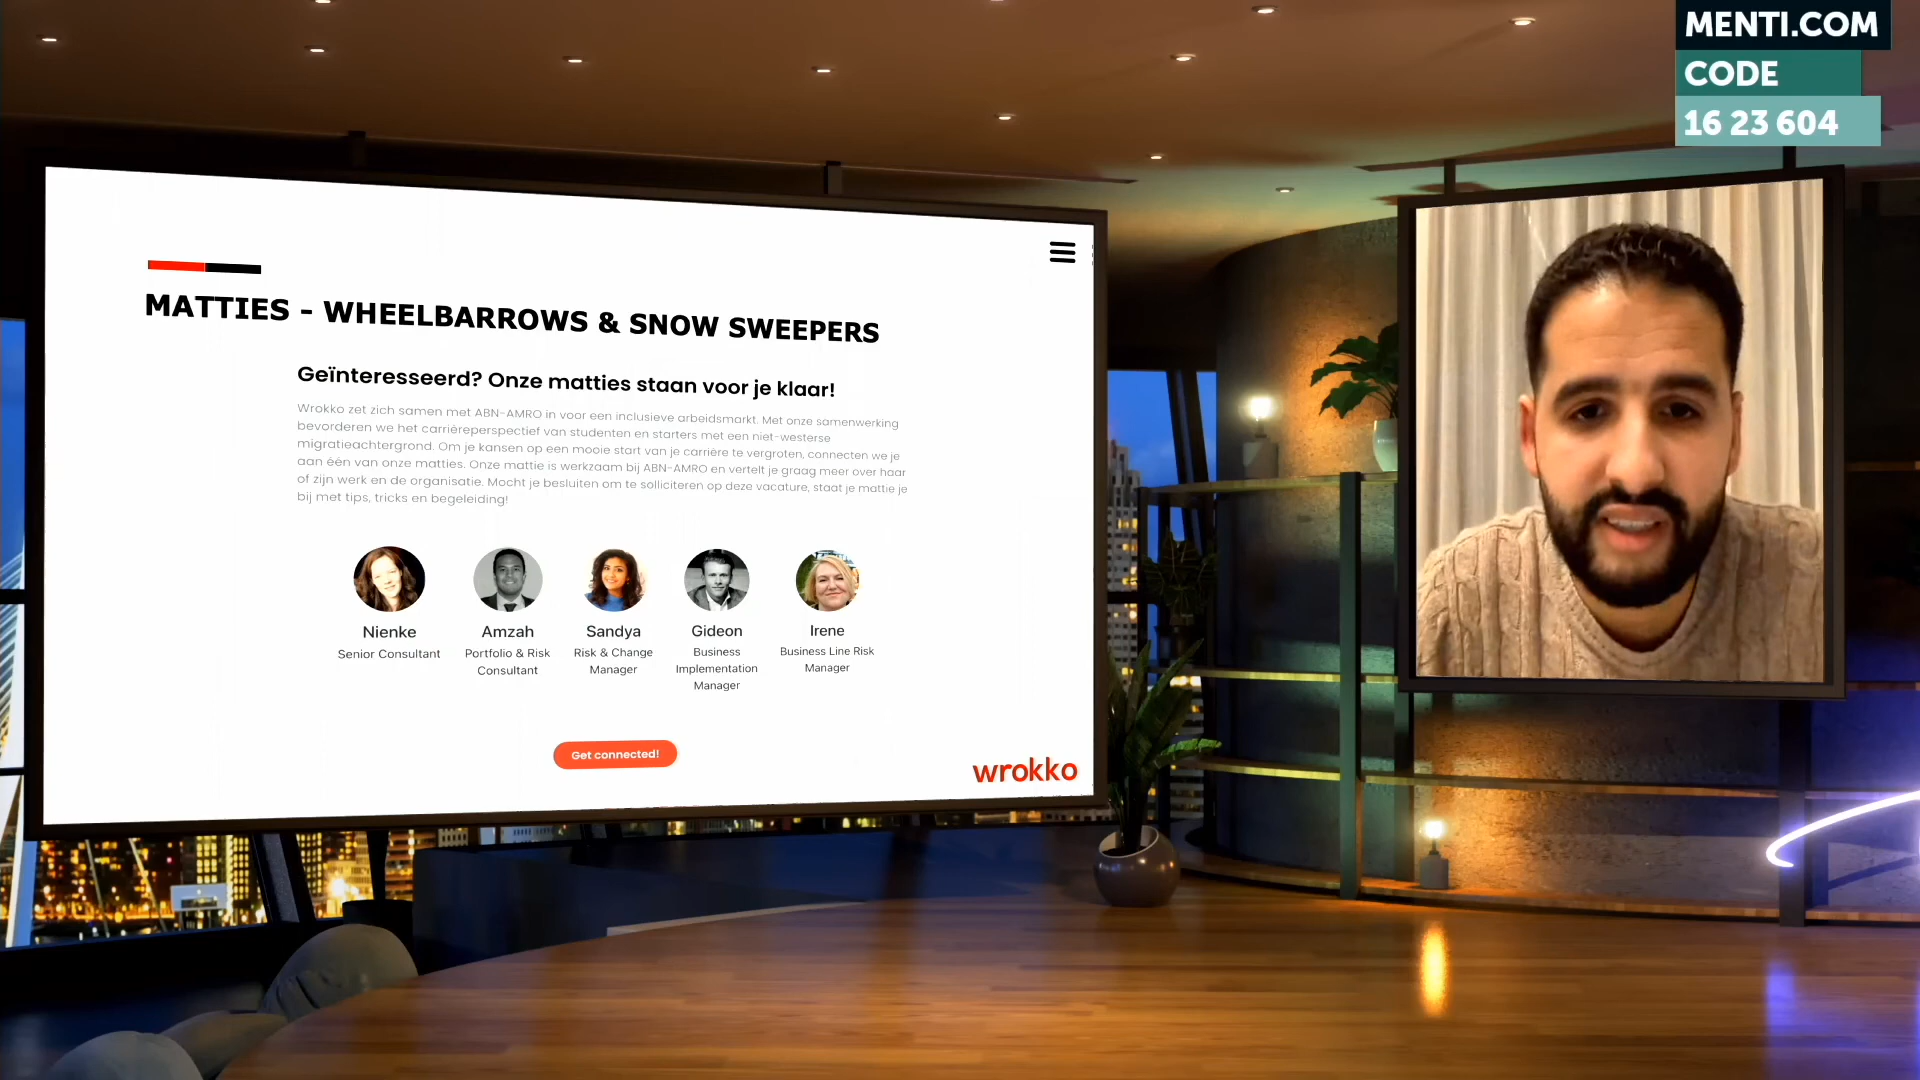 MENTI.COM
CODE
16 23 604
MATTIES - WHEELBARROWS & SNOW SWEEPERS
Geïnteresseerd? Onze matties staan voor je klaar!
Wrokko zet zich samen met ABN-AMRO in voor een inclusieve arbeidsmarkt. Met onze samenwerking
bevorderen we het carrièreperspectief van studenten en starters met een niet-westerse
migratieachtergrond. Om je kansen op een mooie start van je carrière te vergroten, connecten we je
aan één van onze matties. Onze mattie is werkzaam bij ABN-AMRO en vertelt je graag meer over haar
of zijn werk en de organisatie. Mocht je besluiten om te solliciteren op deze vacature, staat je mattie je
bij met tips, tricks en begeleiding!
Nienke
Senior Consultant
Amzah
Portfolio & Risk
Consultant
Sandya
Risk & Change
Manager
Gideon
Business
Implementation
Manager
Irene
Business Line Risk
Manager
Get connected!
wrokko